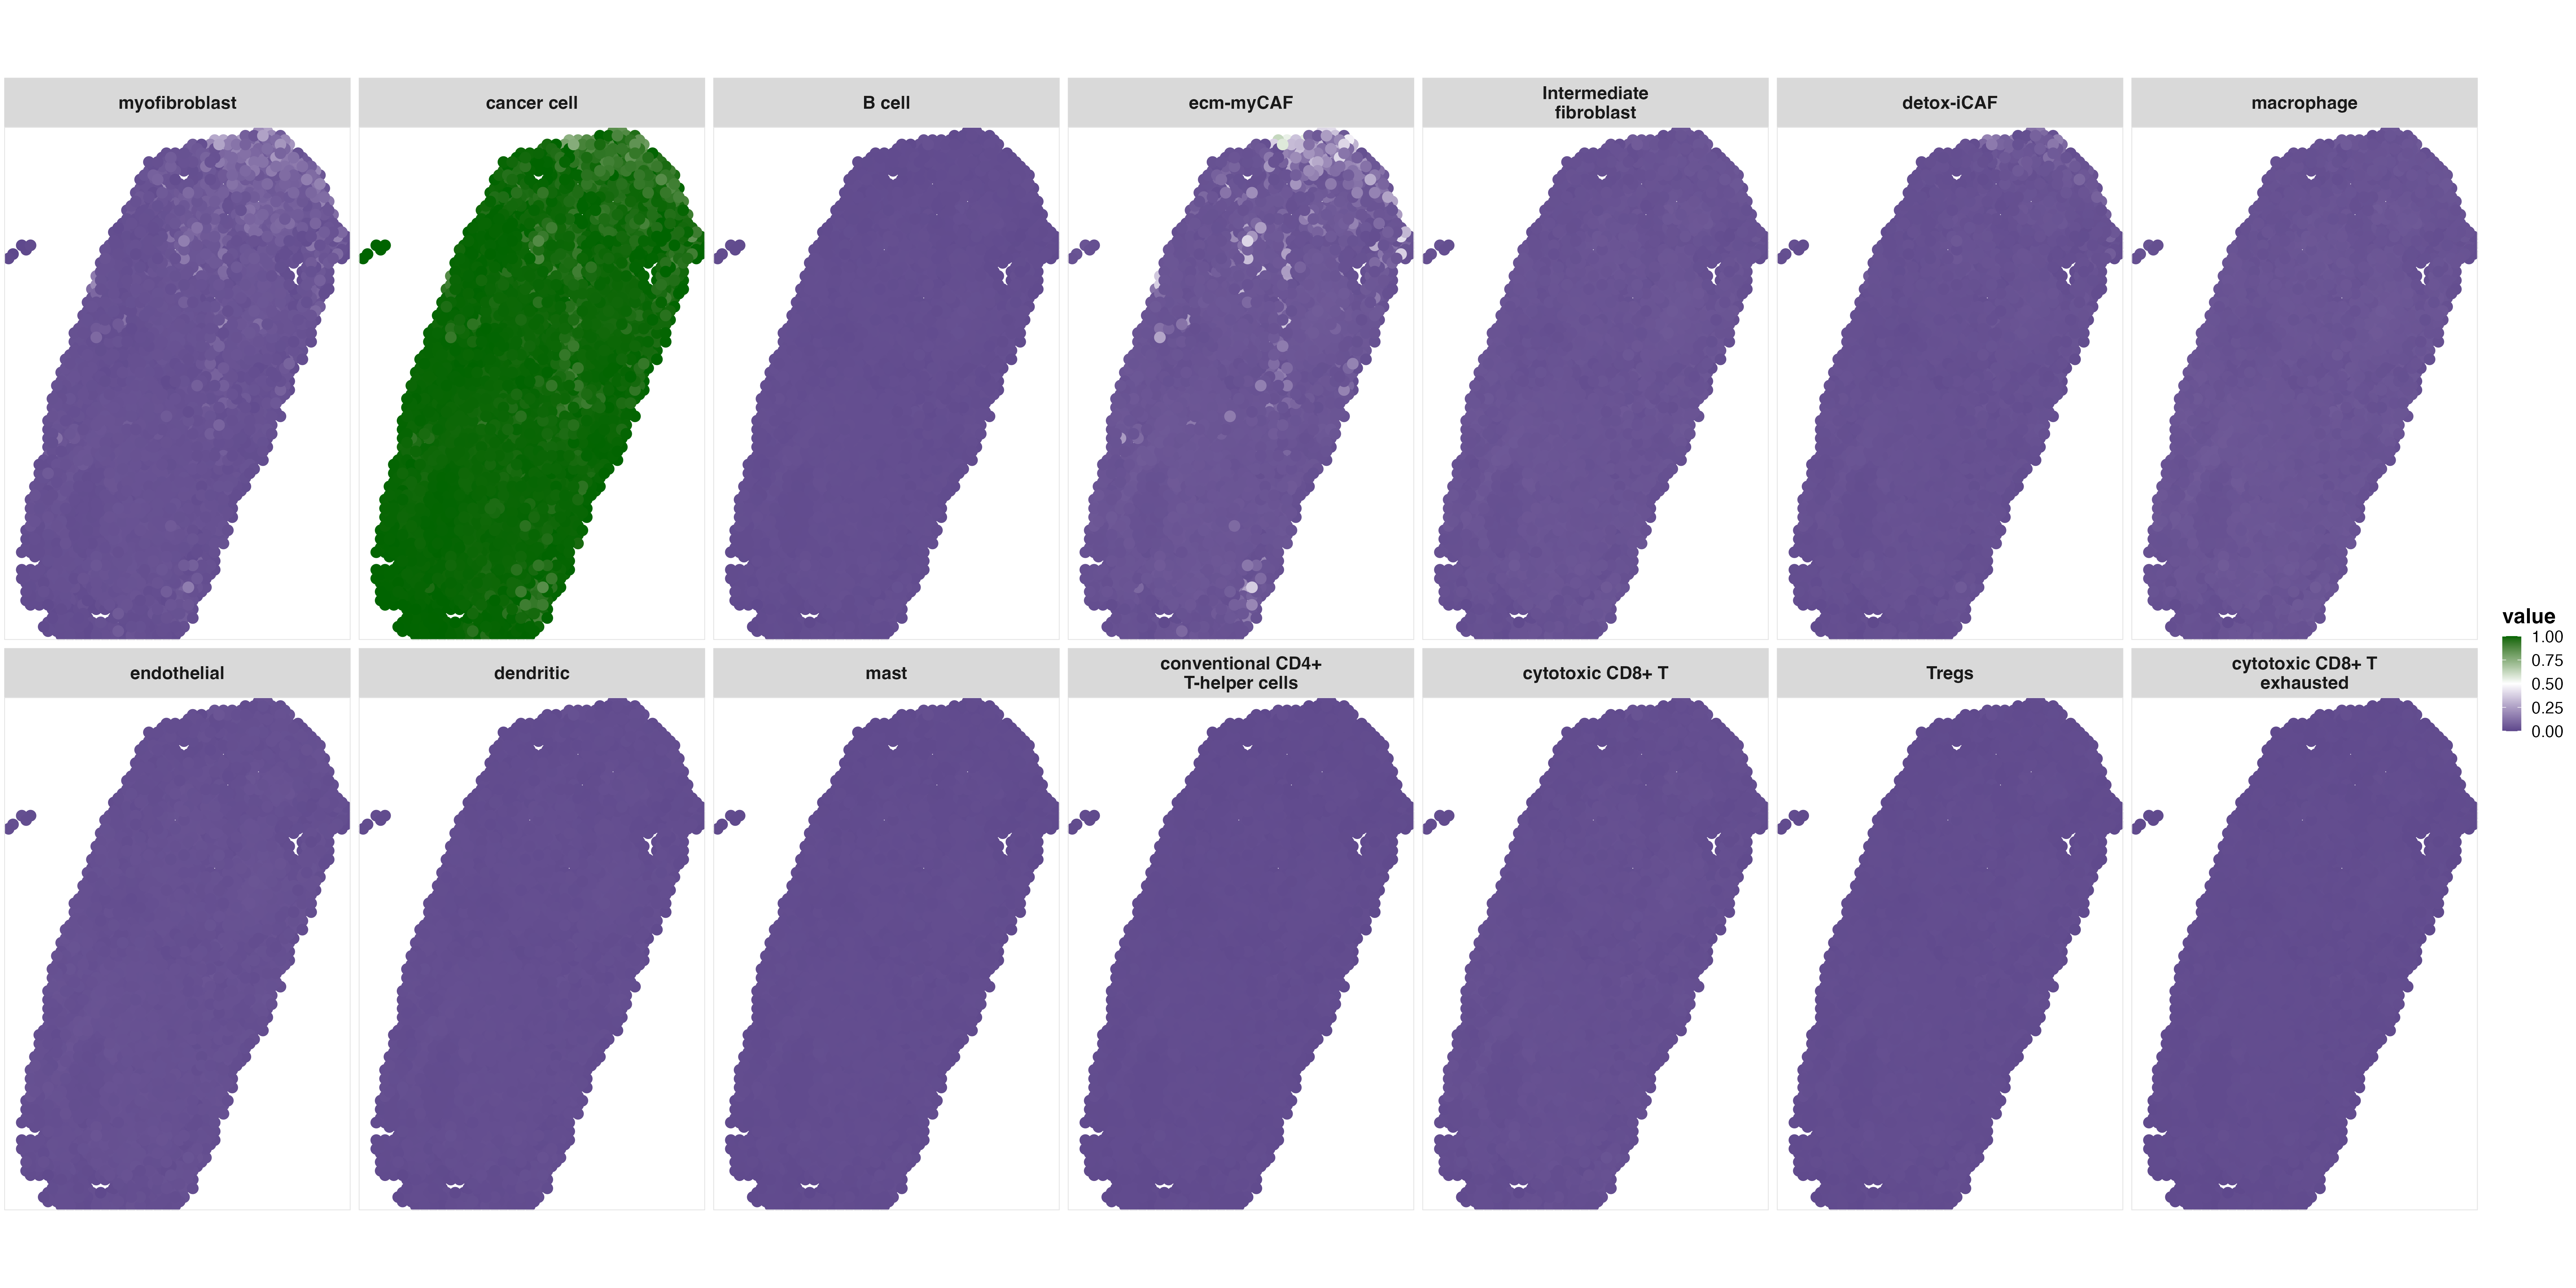 myofibroblast
cancer cell
B cell
ecm-myCAF
Intermediate
fibroblast
detox-iCAF
macrophage
endothelial
dendritic
mast
conventional CD4+
T-helper cells
cytotoxic CD8+ T
Tregs
cytotoxic CD8+ T
exhausted
value
1.00
0.75
0.50
0.25
0.00